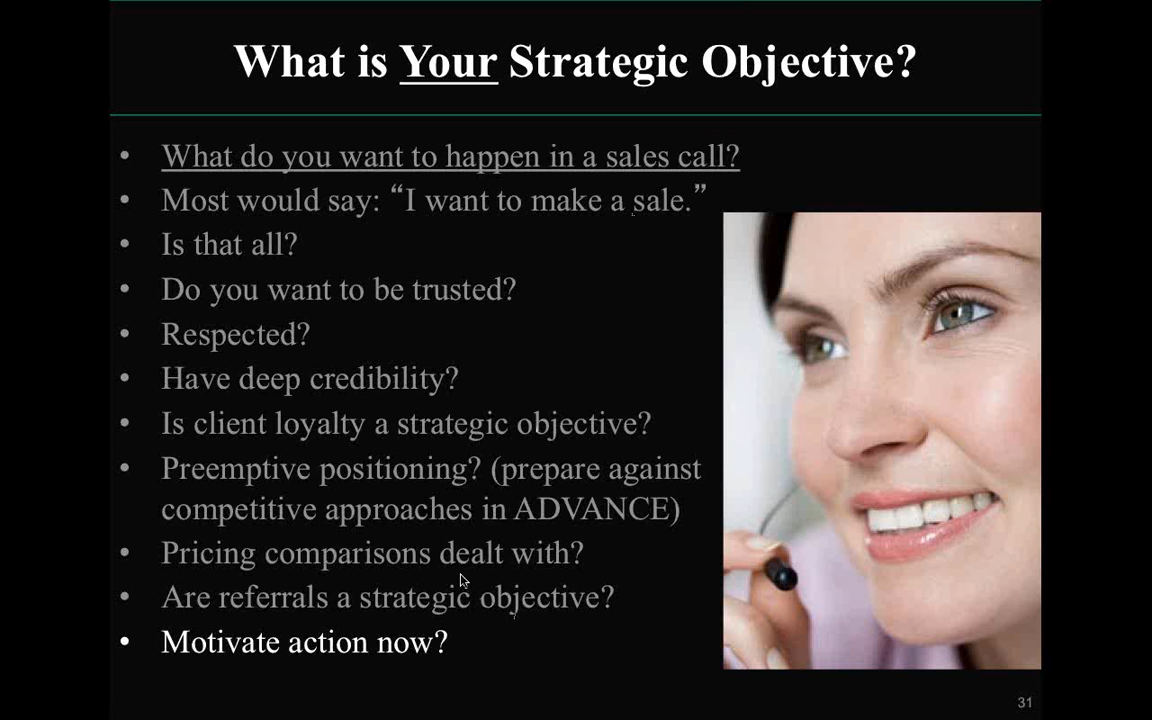 What is Your Strategic Objective?
• What do you want to happen in a sales call?
• Most would say: “I want to make a sale.”
• Is that all?
• Do you want to be trusted?
• Respected?
• Have deep credibility?
• Is client loyalty a strategic objective?
• Preemptive positioning? (prepare against
competitive approaches in ADVANCE)
• Pricing comparisons dealt with?
• Are referrals a strategic objective?
• Motivate action now?
31